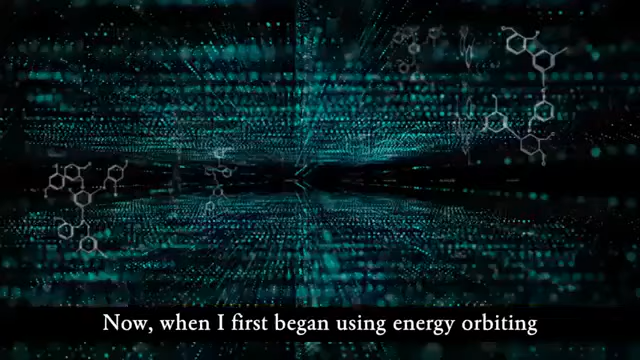 Now, when I first began using energy orbiting